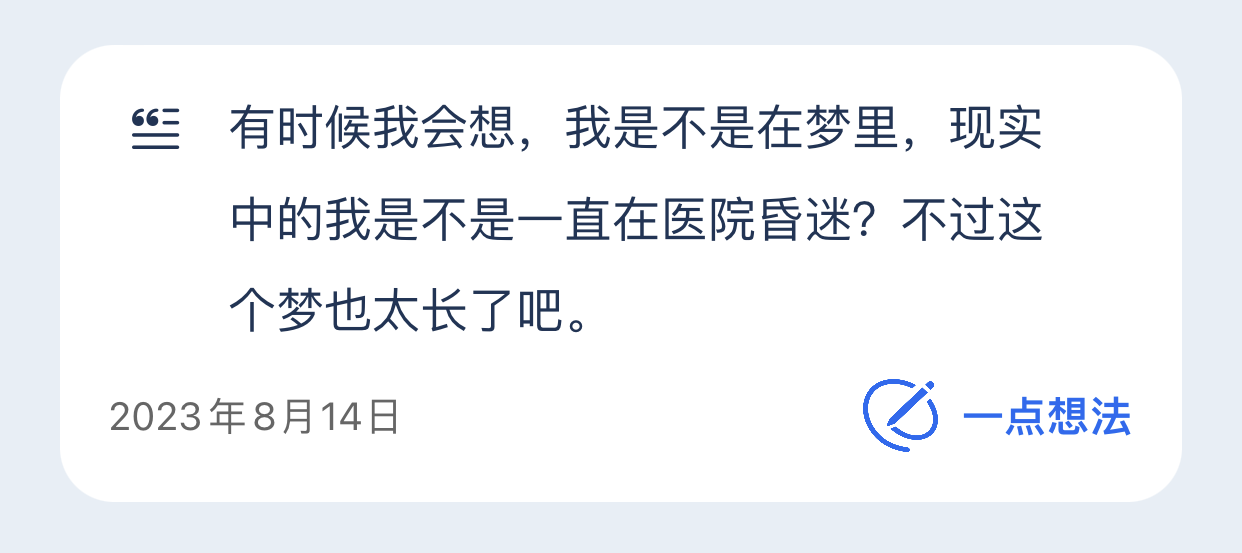 有时候我会想，我是不是在梦里，现实
中的我是不是一直在医院昏迷？不过这
个梦也太长了吧。
2023年8月14日
一点想法